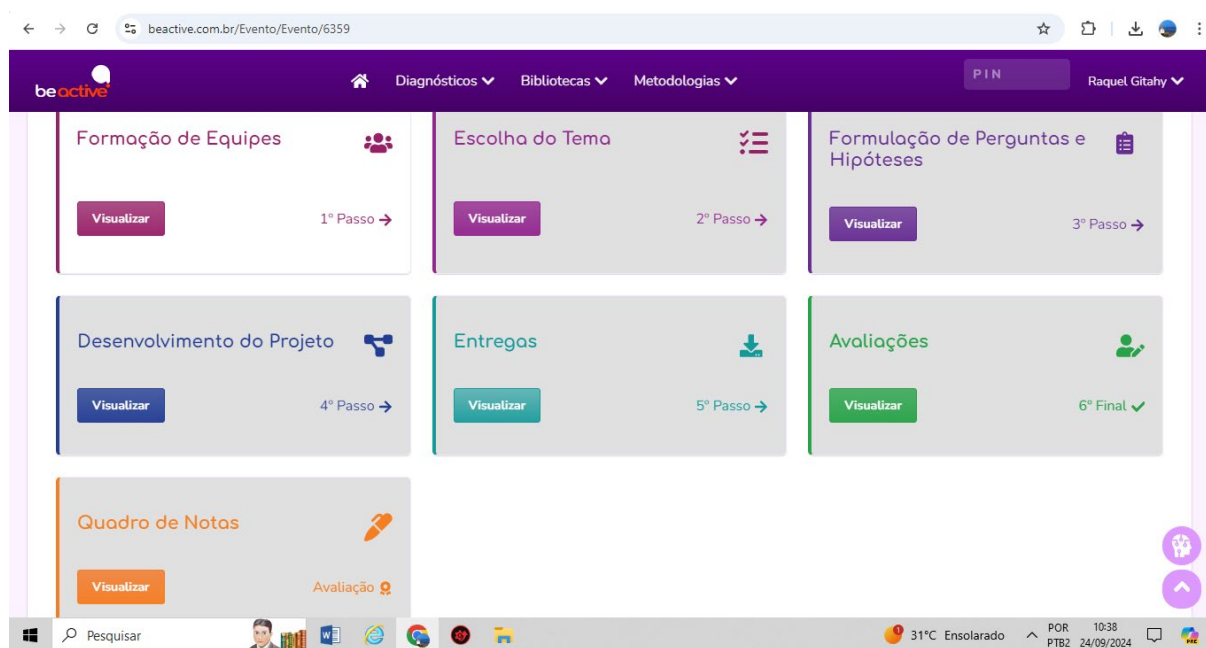 beactive.com.br/Evento/Evento/6359
beactive
Diagnósticos Bibliotecas Metodologias PIN Raquel Gitahy
Formação de Equipes
Visualizar 1º Passo
Escolha do Tema
Visualizar 2º Passo
Formulação de Perguntas e
Hipóteses
Visualizar 3º Passo
Desenvolvimento do Projeto
Visualizar 4º Passo
Entregas
Visualizar 5º Passo
Avaliações
Visualizar 6º Final
Quadro de Notas
Visualizar Avaliação
Pesquisar
31°C Ensolarado
POR
PTB2
10:38
24/09/2024
PRE